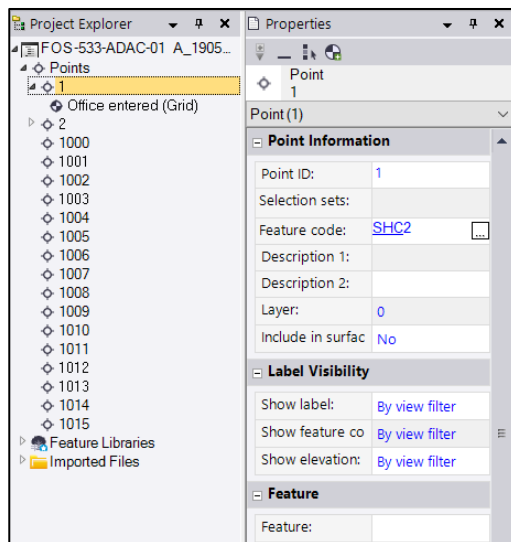 Project Explorer
FOS-533-ADAC-01 A_1905...
Points
1
Office entered (Grid)
2
1000
1001
1002
1003
1004
1005
1006
1007
1008
1009
1010
1011
1012
1013
1014
1015
Feature Libraries
Imported Files
Properties
Point
1
Point (1)
Point Information
Point ID: 1
Selection sets:
Feature code: SHC2 ...
Description 1:
Description 2:
Layer: 0
Include in surfac No
Label Visibility
Show label: By view filter
Show feature co By view filter
Show elevation: By view filter
Feature
Feature: